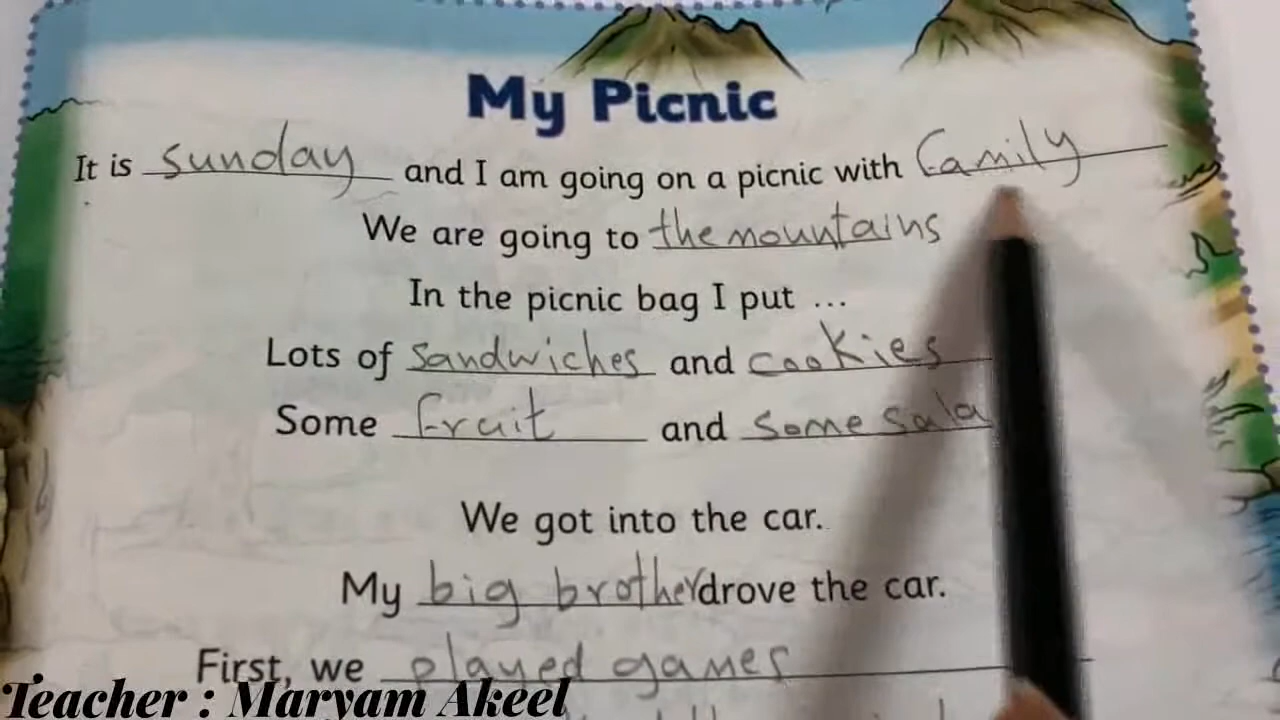 My Picnic
It is sunday and I am going on a picnic with family
We are going to the mountains
In the picnic bag I put ...
Lots of sandwiches and cookies
Some fruit and some sala
We got into the car.
My big brother drove the car.
First, we played games
Teacher : Maryam Akeel